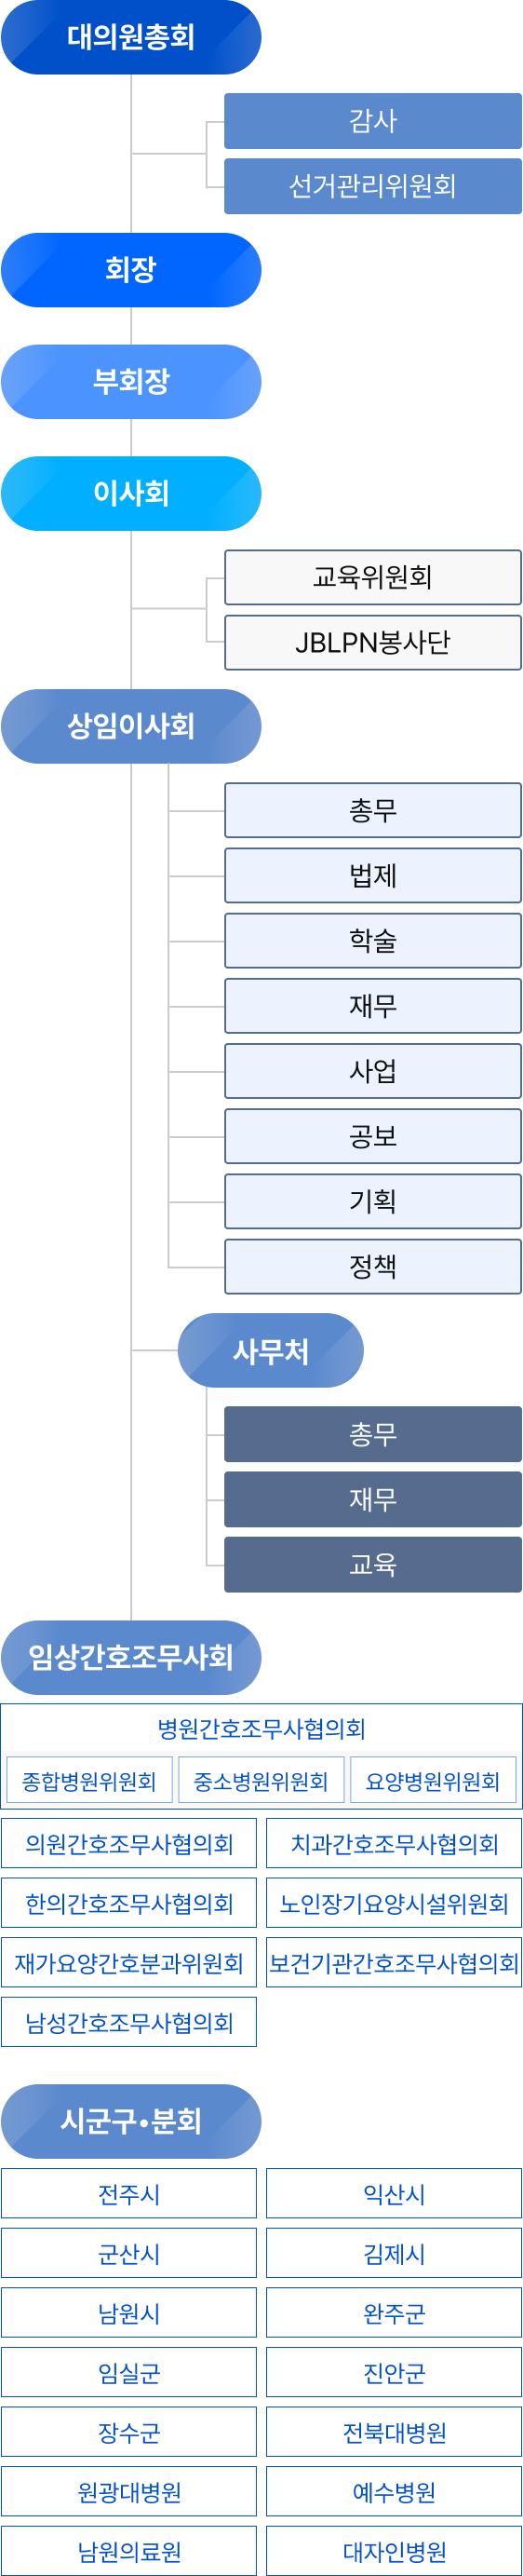 대의원총회
감사
선거관리위원회
회장
부회장
이사회
교육위원회
JBLPN봉사단
상임이사회
총무
법제
학술
재무
사업
공보
기획
정책
사무처
총무
재무
교육
임상간호조무사회
병원간호조무사협의회
종합병원위원회 중소병원위원회 요양병원위원회
의원간호조무사협의회 치과간호조무사협의회
한의간호조무사협의회 노인장기요양시설위원회
재가요양간호분과위원회 보건기관간호조무사협의회
남성간호조무사협의회
시군구•분회
전주시 익산시
군산시 김제시
남원시 완주군
임실군 진안군
장수군 전북대병원
원광대병원 예수병원
남원의료원 대자인병원